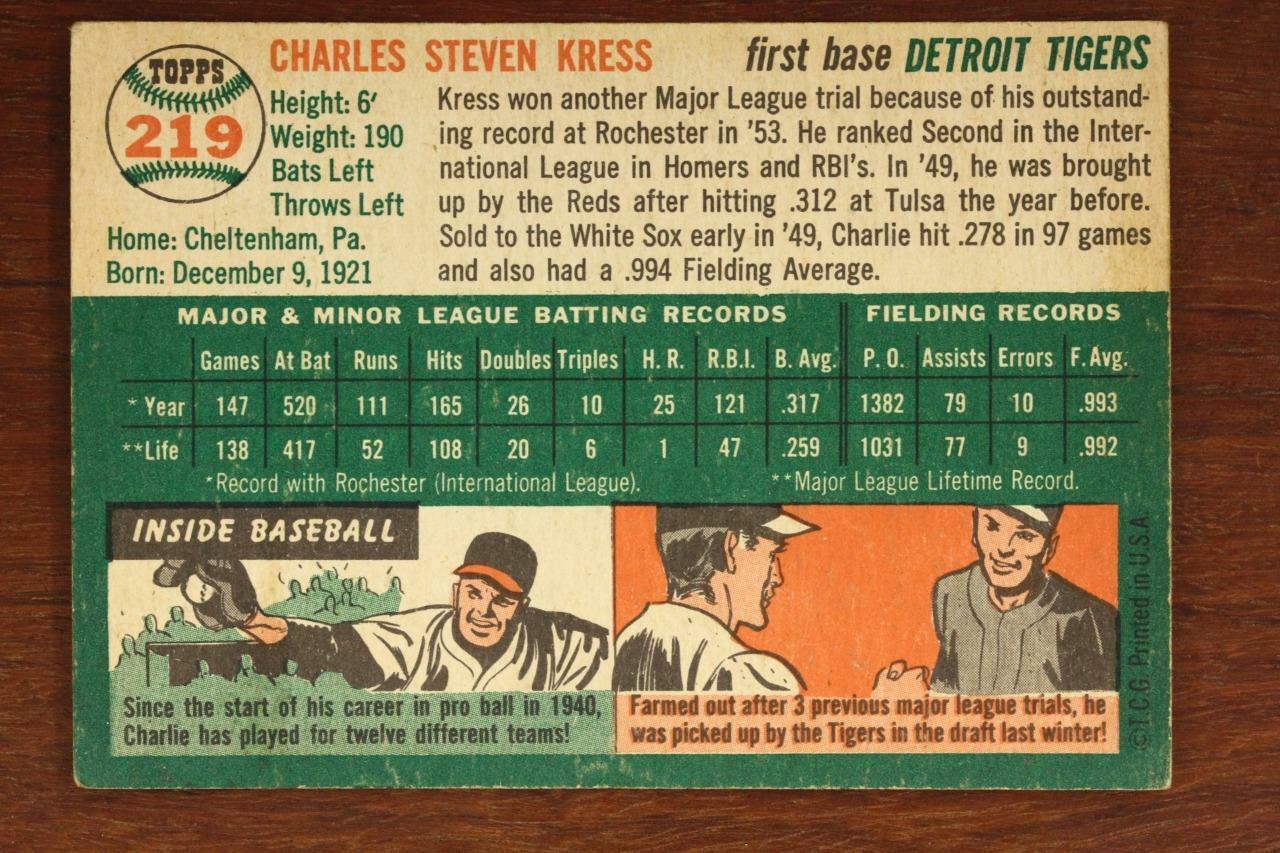 TOPPS
219
CHARLES STEVEN KRESS
first base DETROIT TIGERS
Height: 6'
Weight: 190
Bats Left
Throws Left
Home: Cheltenham, Pa.
Born: December 9, 1921
Kress won another Major League trial because of his outstand-
ing record at Rochester in '53. He ranked Second in the Inter-
national League in Homers and RBI's. In '49, he was brought
up by the Reds after hitting .312 at Tulsa the year before.
Sold to the White Sox early in '49, Charlie hit .278 in 97 games
and also had a .994 Fielding Average.
MAJOR & MINOR LEAGUE BATTING RECORDS FIELDING RECORDS
Games At Bat Runs Hits Doubles Triples H. R. R.B.I. B. Avg. P. O. Assists Errors F. Avg.
* Year 147 520 111 165 26 10 25 121 .317 1382 79 10 .993
**Life 138 417 52 108 20 6 1 47 .259 1031 77 9 .992
*Record with Rochester (International League). **Major League Lifetime Record.
INSIDE BASEBALL
Since the start of his career in pro ball in 1940,
Charlie has played for twelve different teams!
Farmed out after 3 previous major league trials, he
was picked up by the Tigers in the draft last winter!
©T.C.G. Printed in U.S.A.